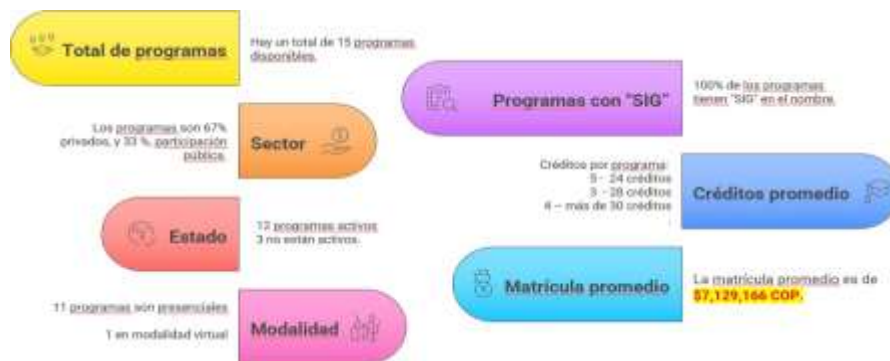 Total de programas
Hay un total de 15 programas
disponibles.
Programas con "SIG"
100% de los programas
tienen "SIG" en el nombre.
Los programas son 67%
privados, y 33 %, participación
pública.
Sector
Créditos por programa:
5 - 24 créditos
3 - 28 créditos
4 – más de 30 créditos
Créditos promedio
Estado
12 programas activos
3 no están activos.
Matrícula promedio
La matrícula promedio es de
$7,129,166 COP.
11 programas son presenciales
1 en modalidad virtual
Modalidad